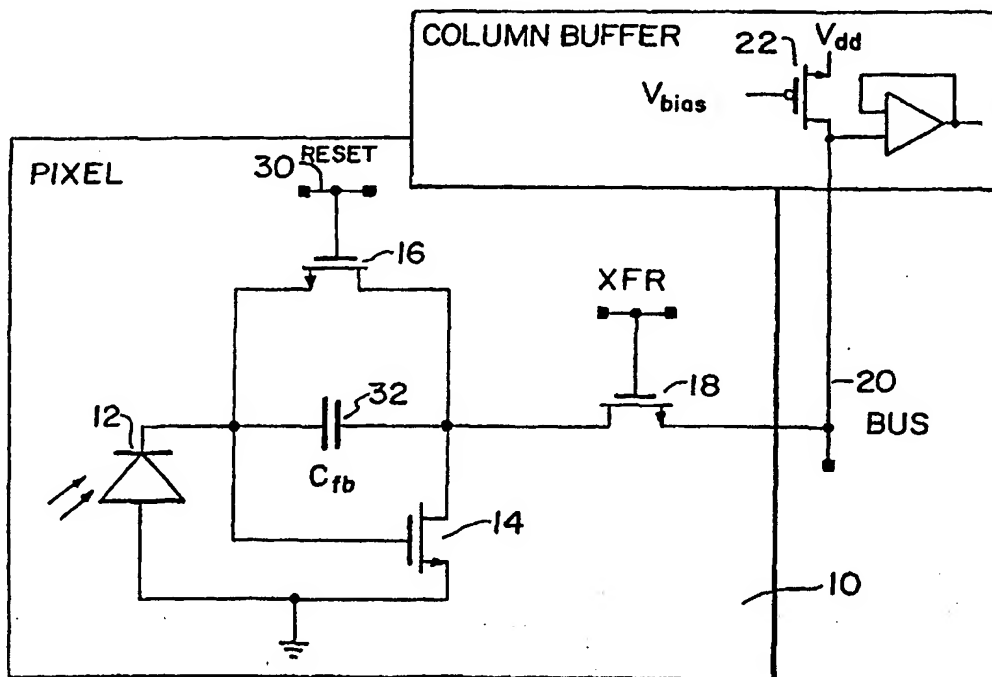 COLUMN BUFFER
22
Vdd
Vbias
PIXEL
RESET
30
16
XFR
18
20
BUS
12
32
Cfb
14
10